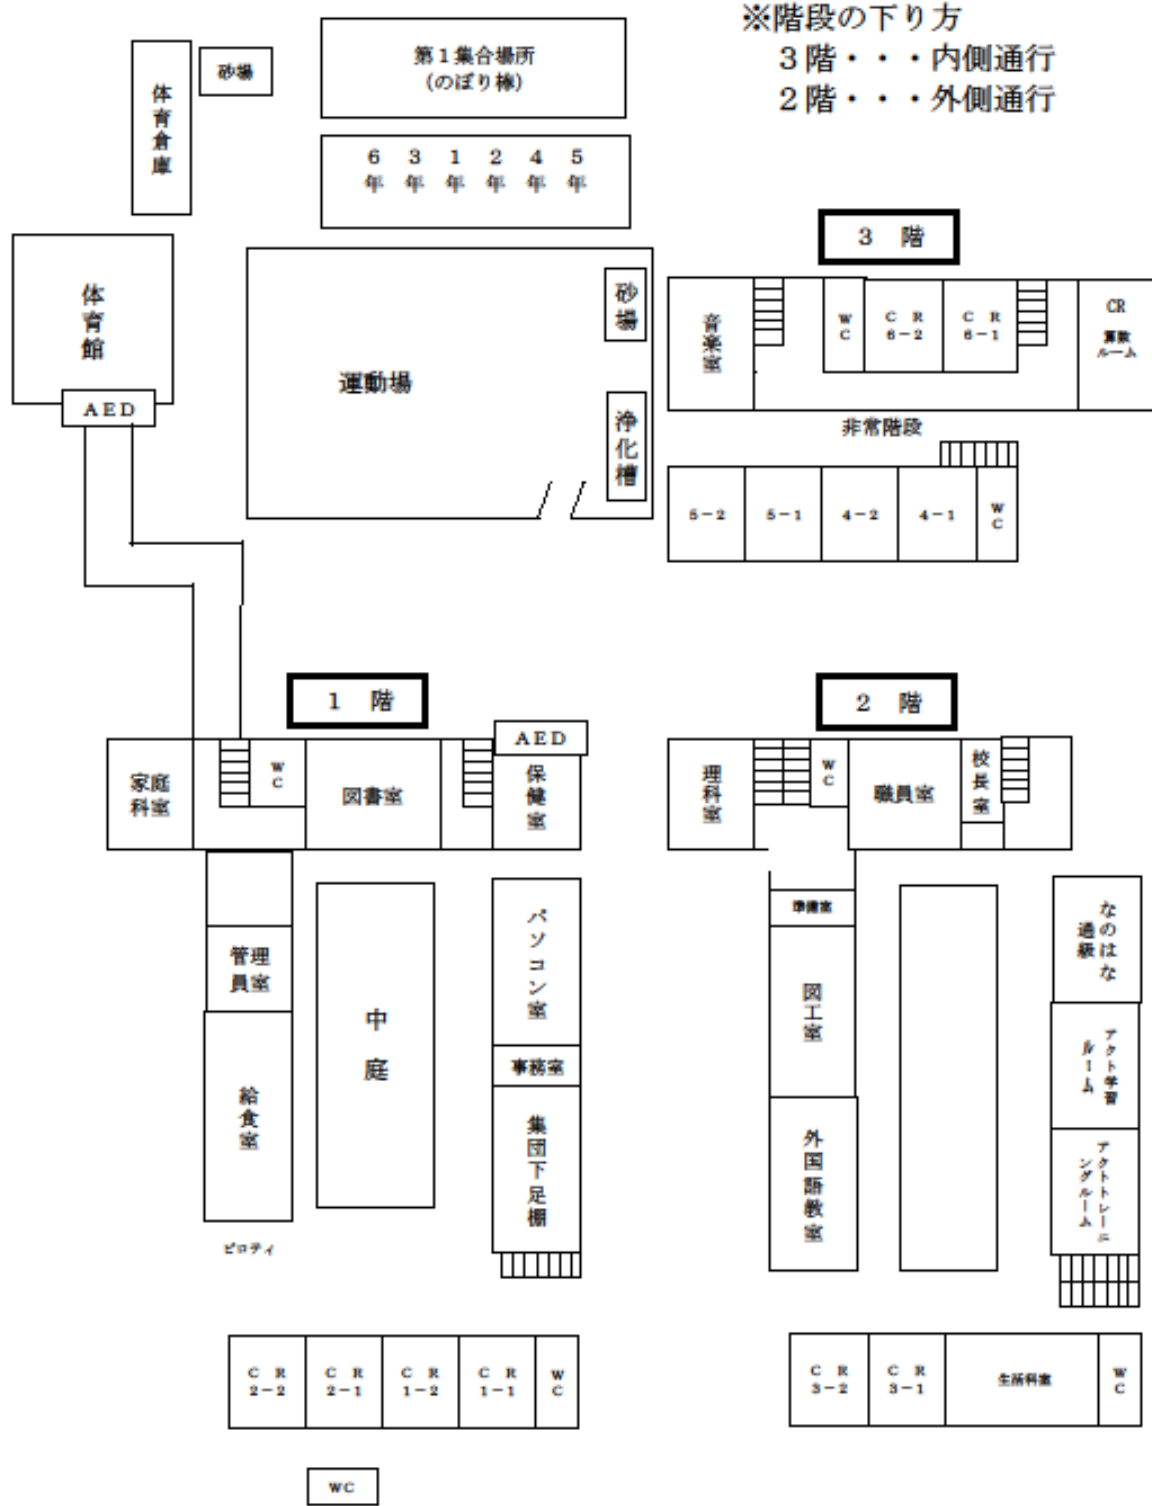 ※階段の下り方
3階・・・内側通行
2階・・・外側通行
砂場
体育倉庫
第1集合場所
(のぼり棒)
6年 3年 1年 2年 4年 5年
体育館
AED
運動場
砂場
浄化槽
3 階
音楽室
WC
CR
6-2
CR
6-1
CR
算数
ルーム
非常階段
5-2
5-1
4-2
4-1
WC
1 階
家庭
科室
WC
図書室
AED
保健室
管理
員室
給食室
ピロティ
中庭
パソコン室
事務室
集団下足棚
CR
2-2
CR
2-1
CR
1-2
CR
1-1
WC
WC
2 階
理科室
WC
職員室
校長室
準備室
図工室
外国語教室
なのはな
通級
アクト学習
ルーム
アクトトレーニ
ングルーム
CR
3-2
CR
3-1
生活科室
WC